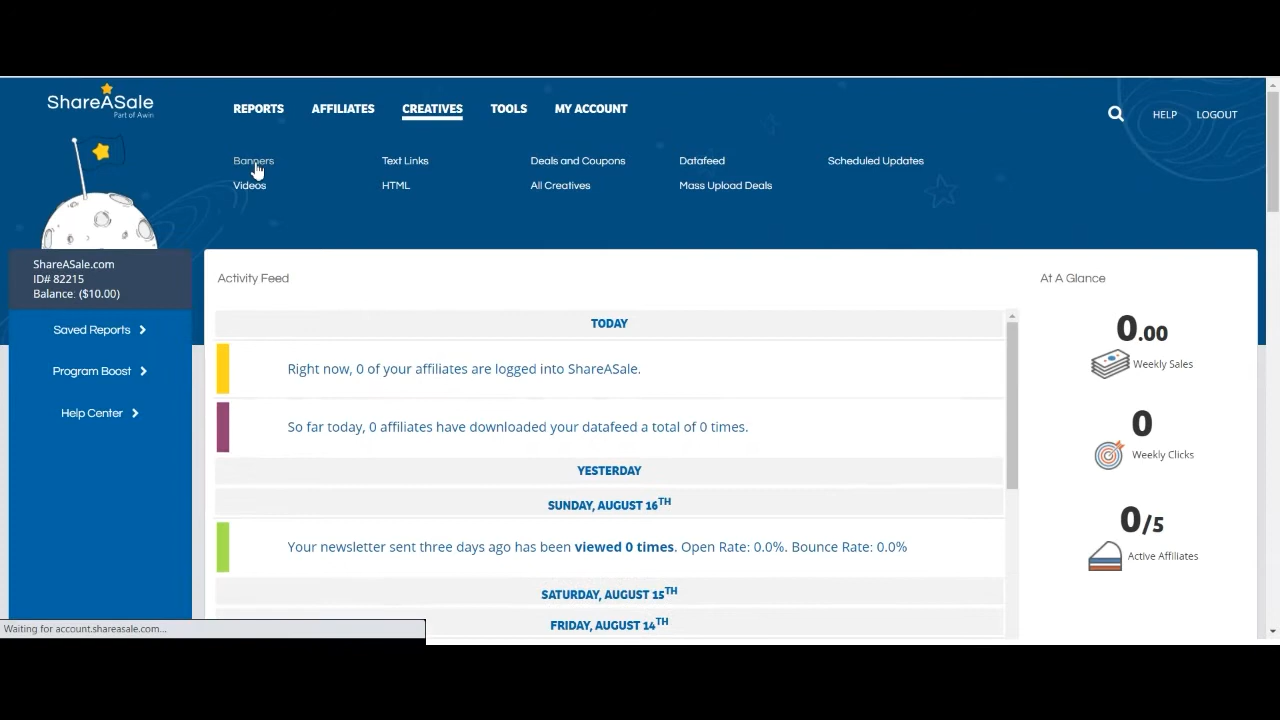 ShareASale
Part of Awin
REPORTS AFFILIATES CREATIVES TOOLS MY ACCOUNT
HELP LOGOUT
Banners Text Links Deals and Coupons Datafeed Scheduled Updates
Videos HTML All Creatives Mass Upload Deals
ShareASale.com
ID# 82215
Balance: ($10.00)
Saved Reports
Program Boost
Help Center
Activity Feed
TODAY
Right now, 0 of your affiliates are logged into ShareASale.
So far today, 0 affiliates have downloaded your datafeed a total of 0 times.
YESTERDAY
SUNDAY, AUGUST 16TH
Your newsletter sent three days ago has been viewed 0 times. Open Rate: 0.0%. Bounce Rate: 0.0%
SATURDAY, AUGUST 15TH
FRIDAY, AUGUST 14TH
At A Glance
0.00
Weekly Sales
0
Weekly Clicks
0/5
Active Affiliates
Waiting for account.shareasale.com...